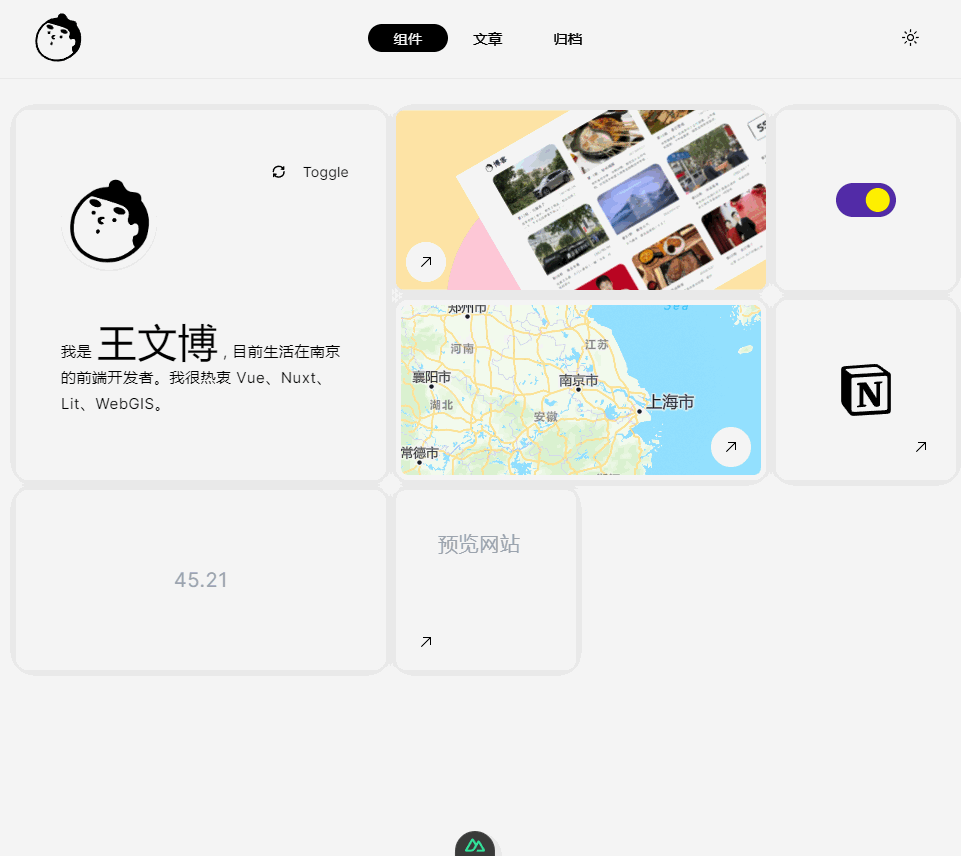 组件
文章
归档
Toggle
我是 王文博 , 目前生活在南京
的前端开发者。我很热衷 Vue、Nuxt、
Lit、WebGIS。
博客
郑州市
Sea
河南
江苏
襄阳市
南京市
湖北
上海市
安徽
常德市
N
45.21
预览网站